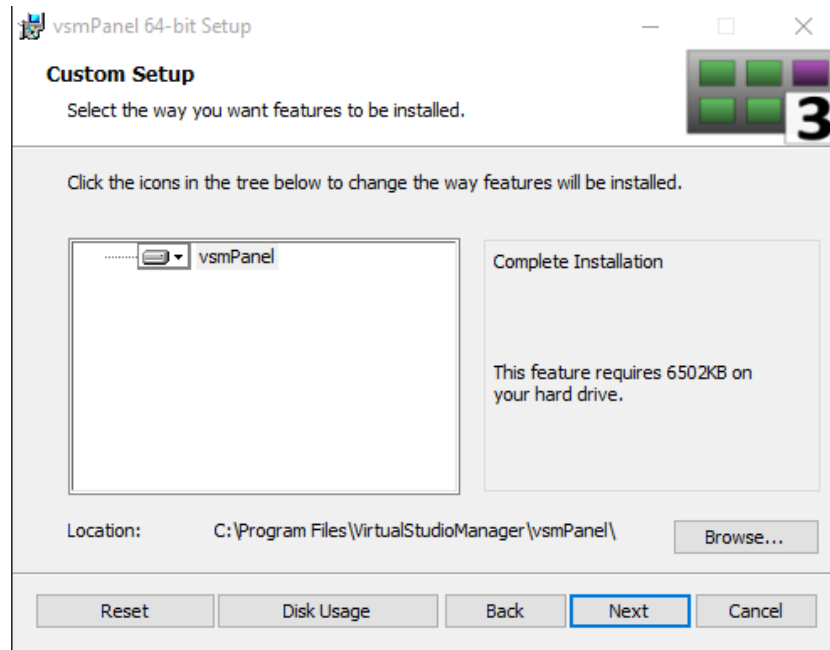 vsmPanel 64-bit Setup
Custom Setup
Select the way you want features to be installed.
3
Click the icons in the tree below to change the way features will be installed.
vsmPanel
Complete Installation
This feature requires 6502KB on
your hard drive.
Location: C:\Program Files\VirtualStudioManager\vsmPanel\ Browse...
Reset Disk Usage Back Next Cancel